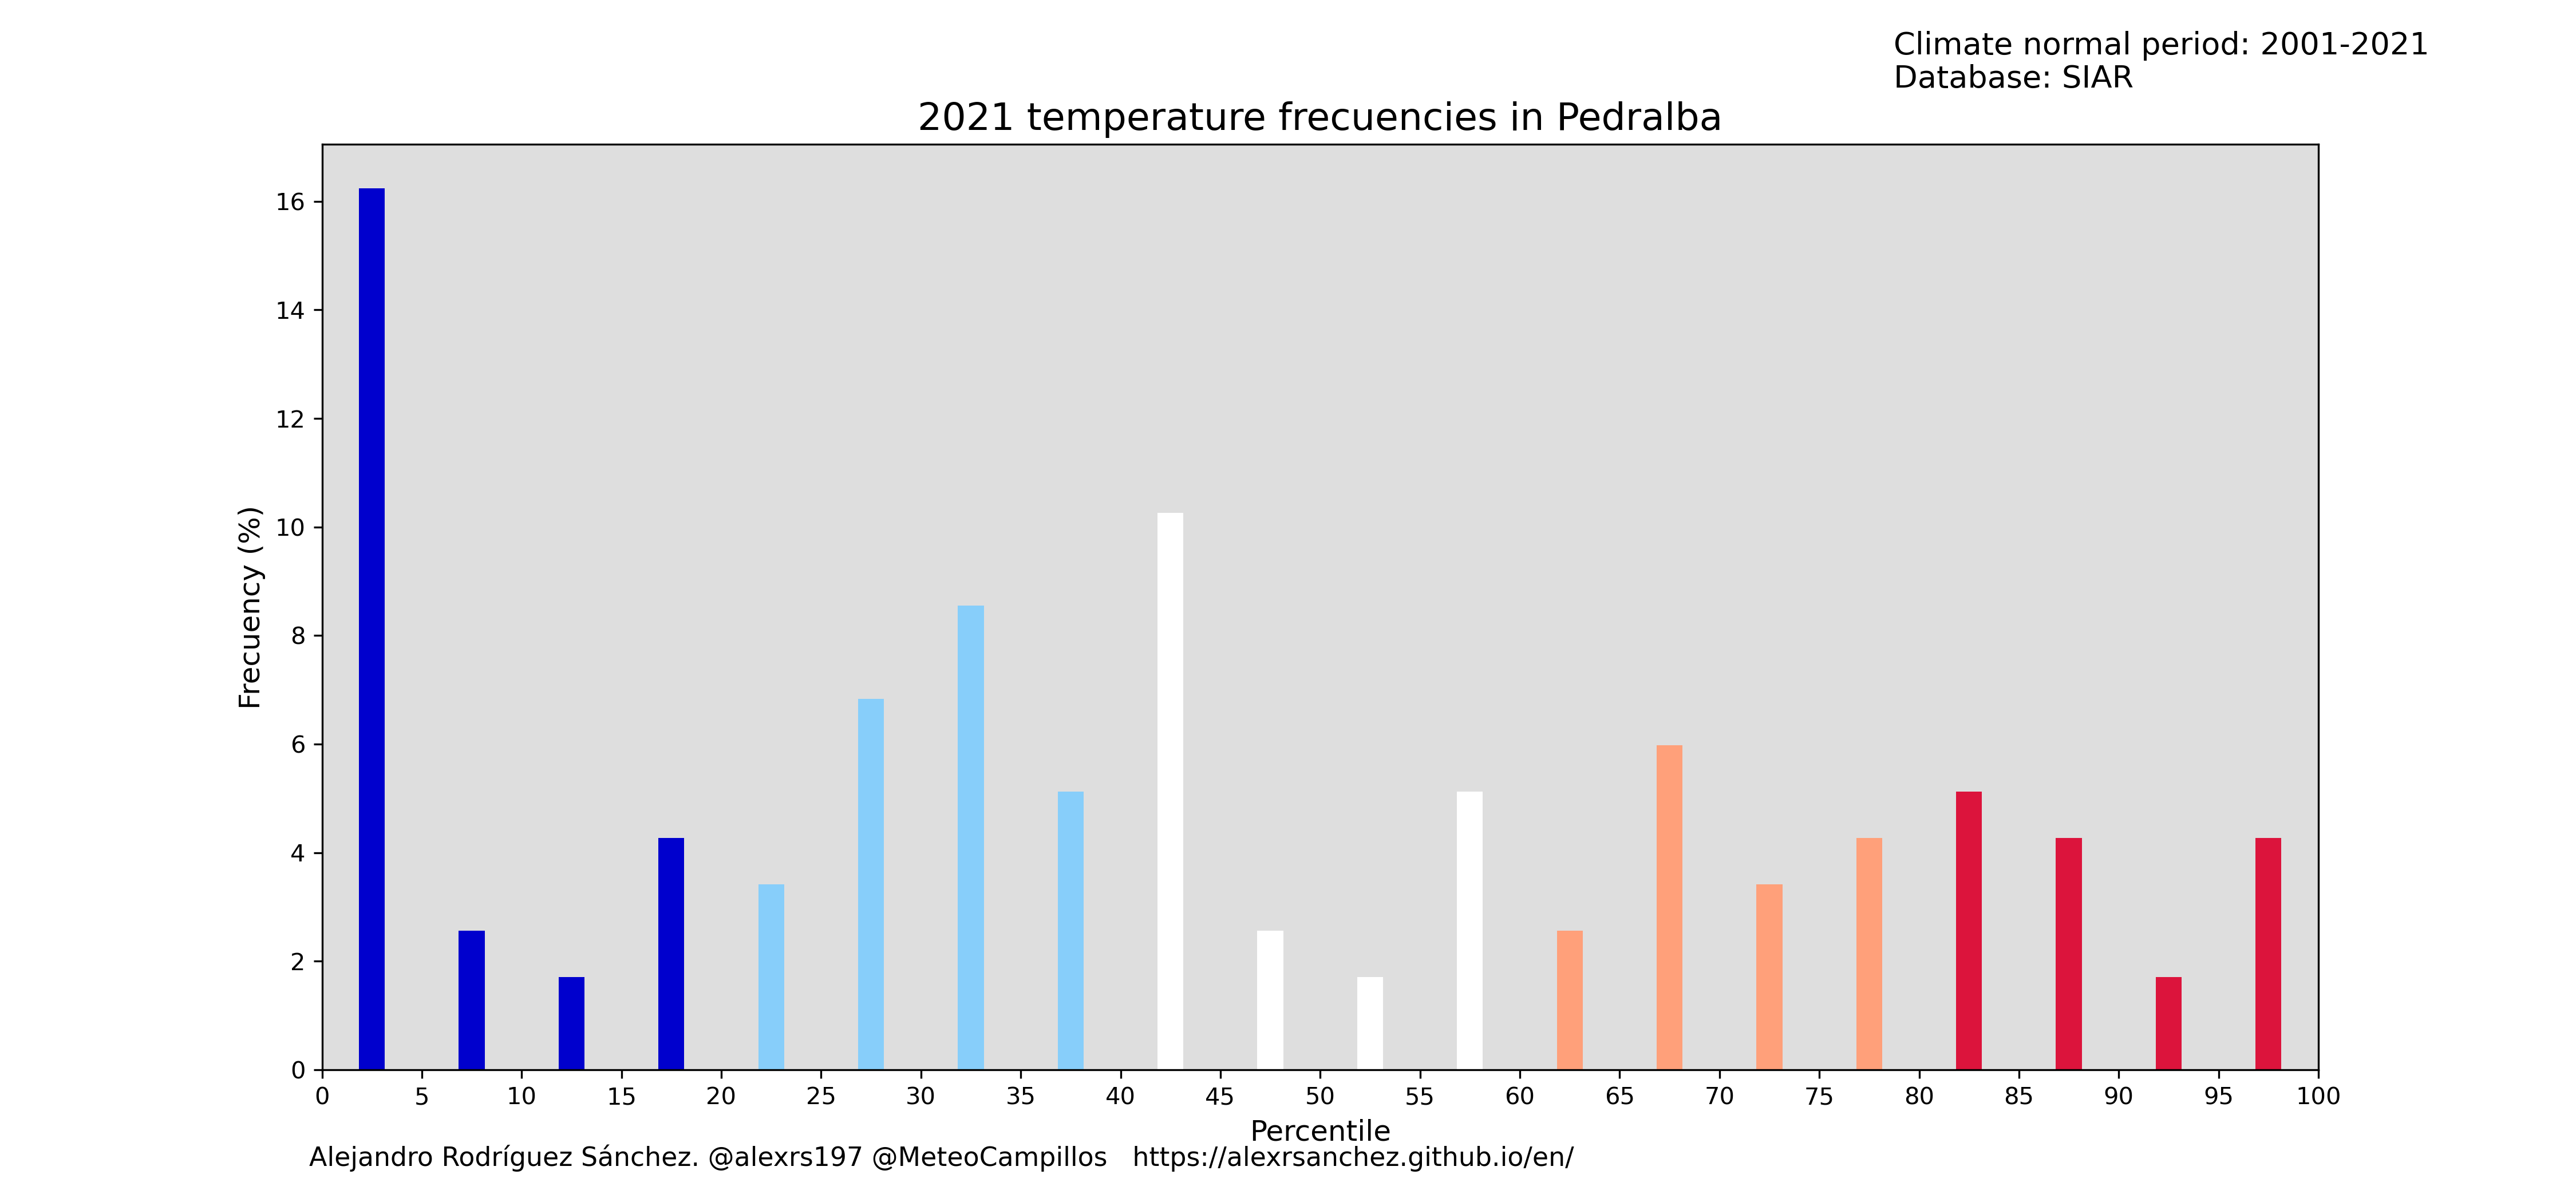 Climate normal period: 2001-2021
Database: SIAR
2021 temperature frecuencies in Pedralba
Frecuency (%)
16
14
12
10
8
6
4
2
0
0 5 10 15 20 25 30 35 40 45 50 55 60 65 70 75 80 85 90 95 100
Percentile
Alejandro Rodríguez Sánchez. @alexrs197 @MeteoCampillos   https://alexrsanchez.github.io/en/